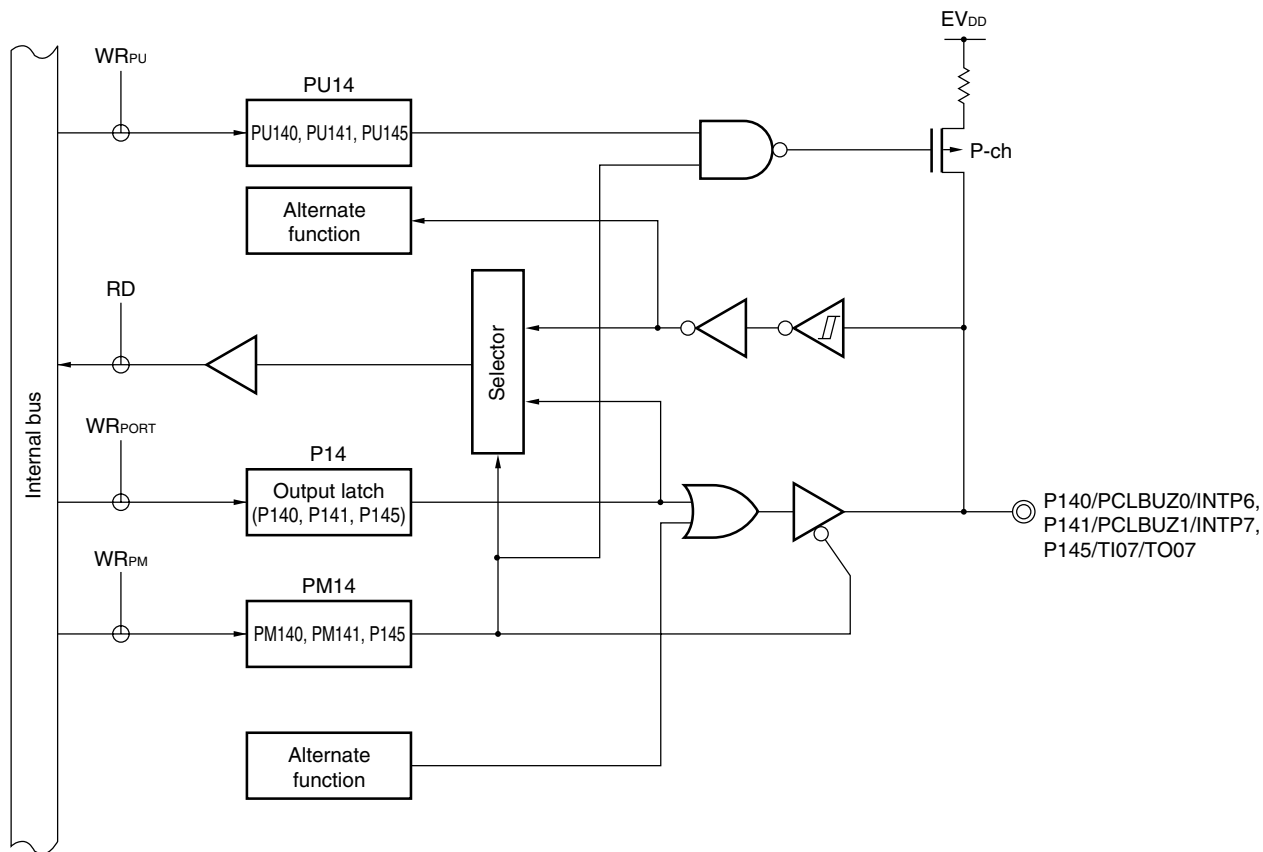 EVDD
WRPU
PU14
PU140, PU141, PU145
P-ch
Alternate
function
RD
Selector
Internal bus
WRPORT
P14
Output latch
(P140, P141, P145)
P140/PCLBUZ0/INTP6,
P141/PCLBUZ1/INTP7,
P145/TI07/TO07
WRPM
PM14
PM140, PM141, P145
Alternate
function